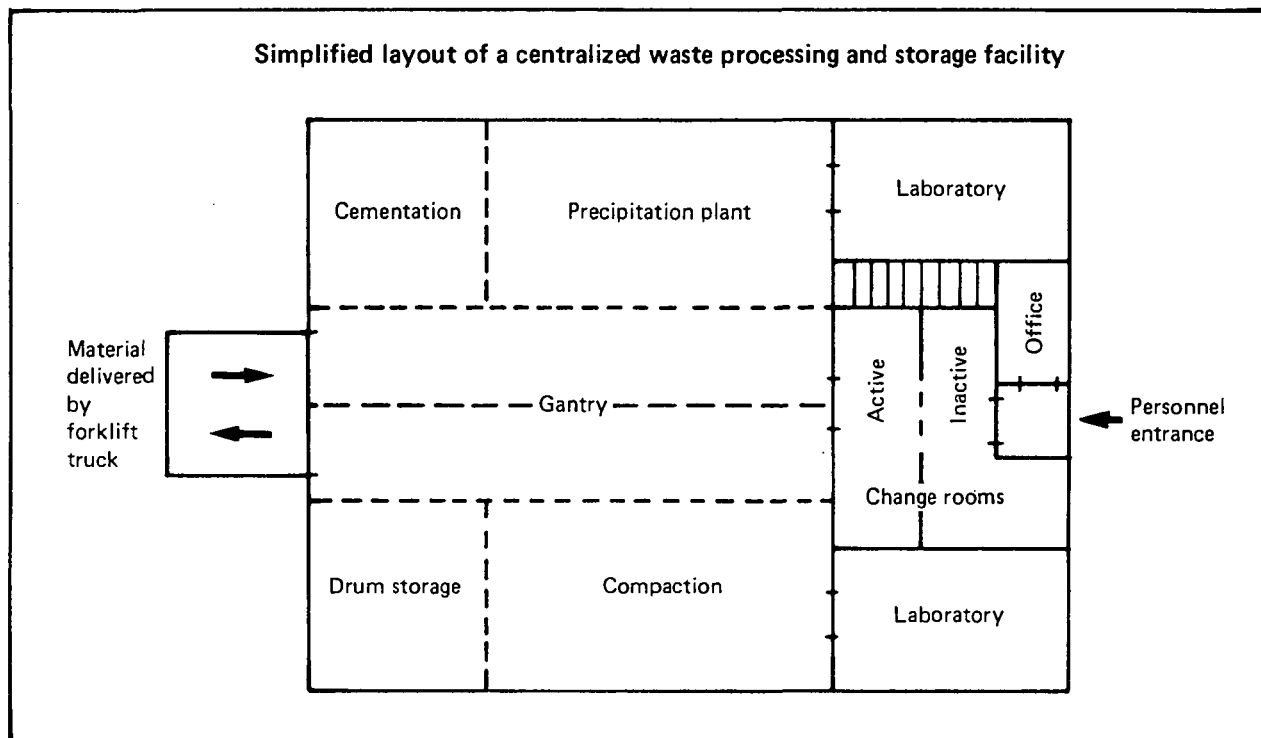 Simplified layout of a centralized waste processing and storage facility
Cementation
Precipitation plant
Laboratory
Material
delivered
by
forklift
truck
Gantry
Active
Inactive
Office
Personnel
entrance
Change rooms
Drum storage
Compaction
Laboratory